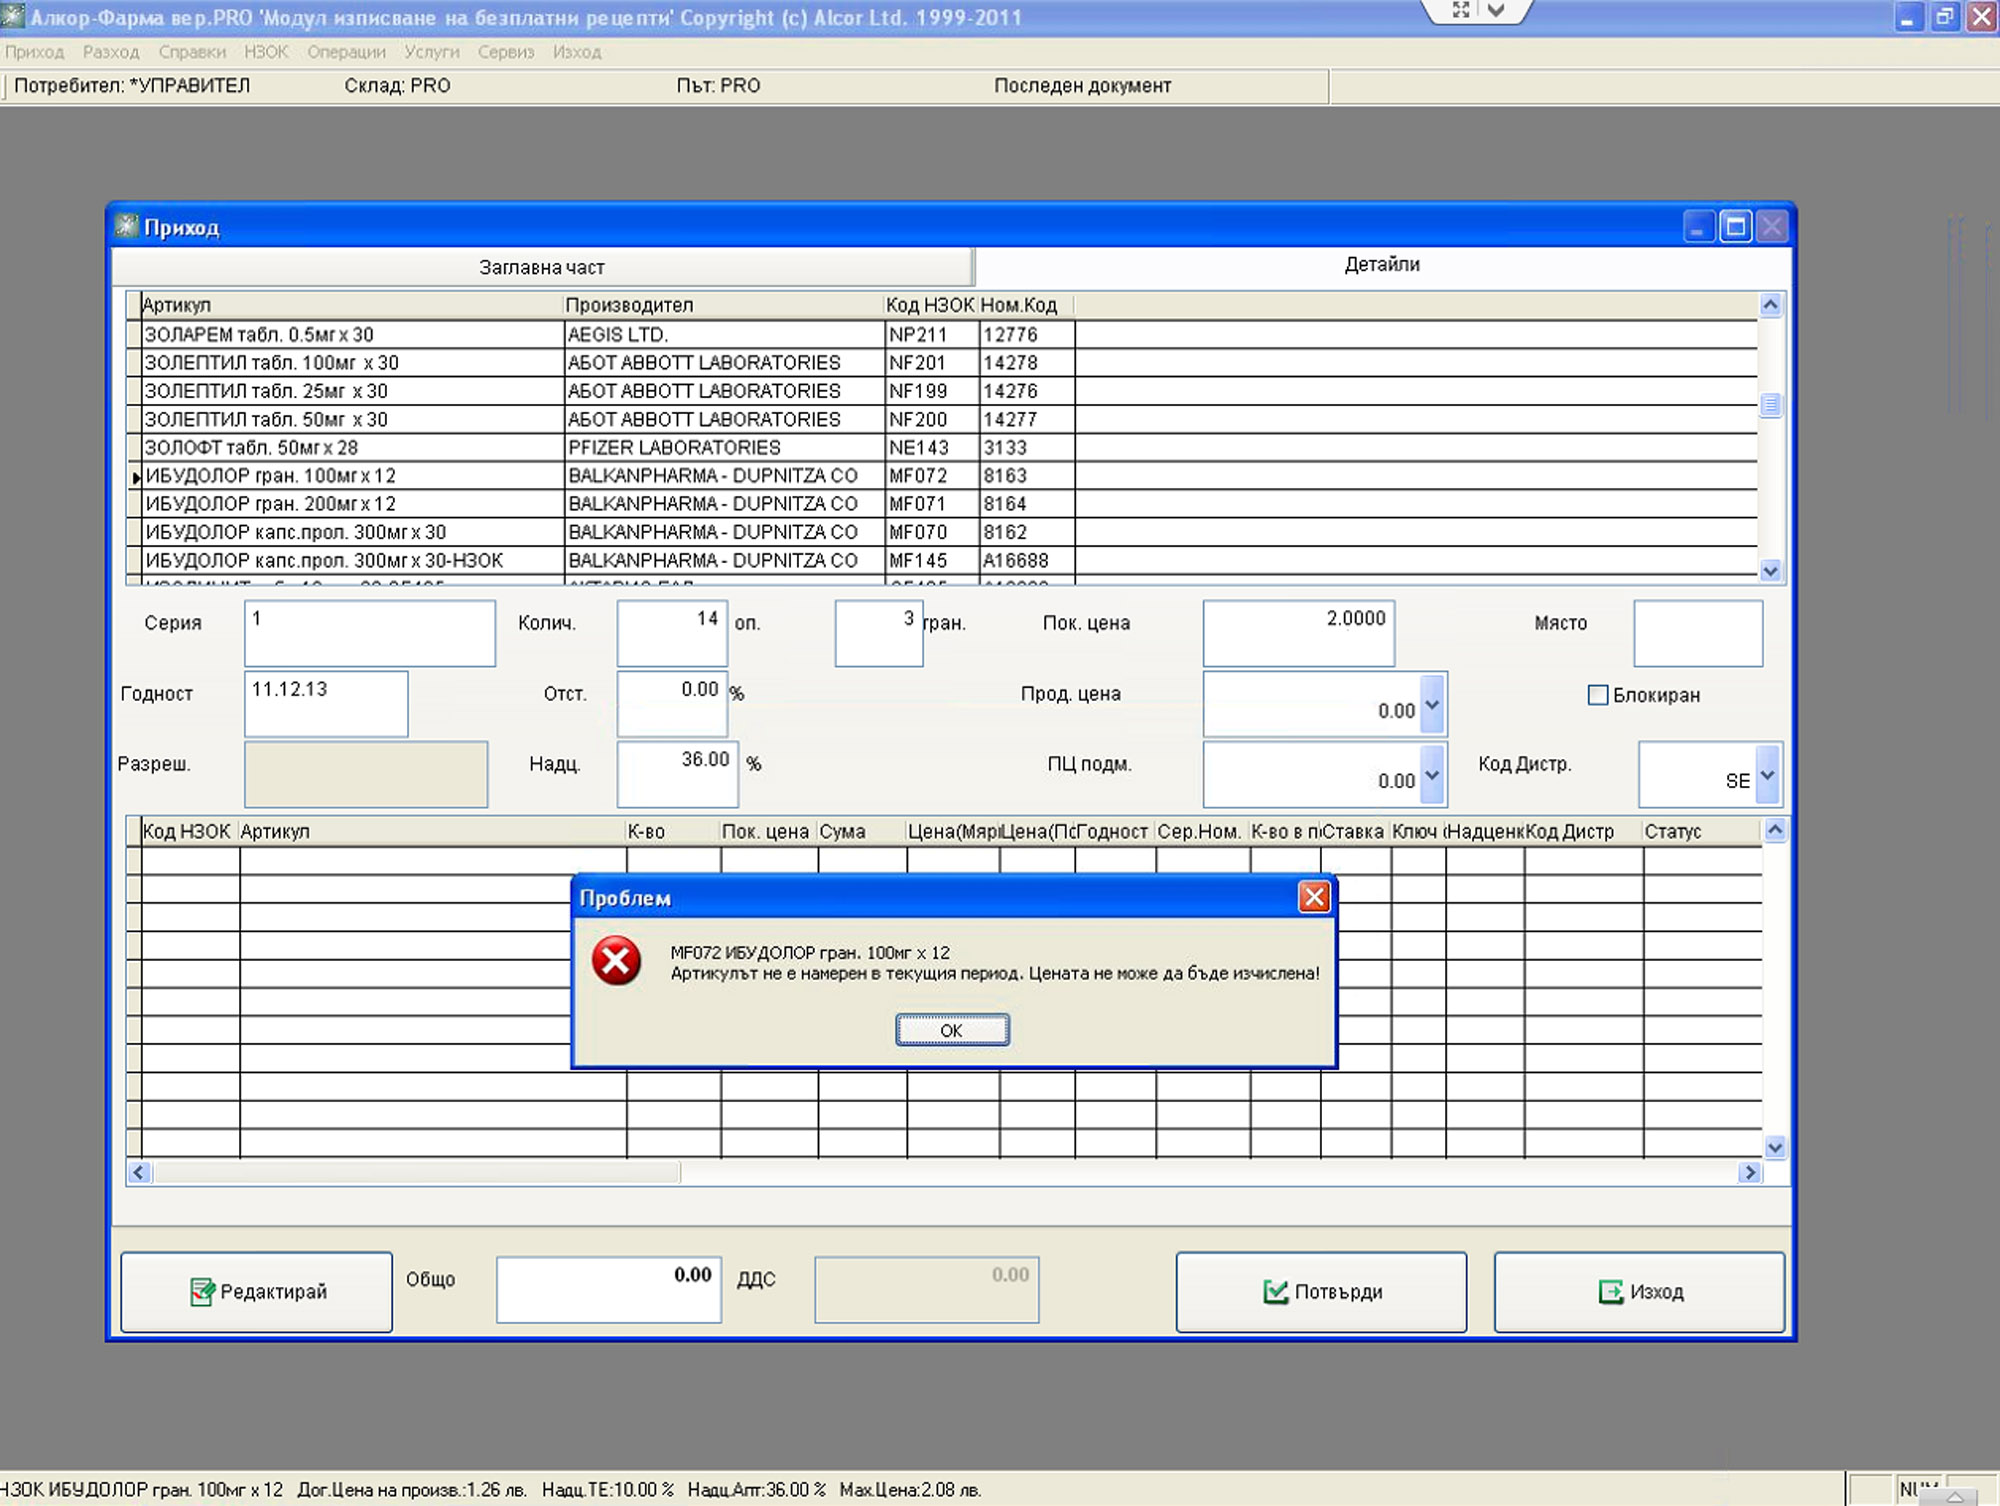 Алкор-Фарма вер.PRO 'Модул изписване на безплатни рецепти' Copyright (c) Alcor Ltd. 1999-2011
Приход Разход Справки НЗОК Операции Услуги Сервиз Изход
Потребител: *УПРАВИТЕЛ Склад: PRO Път: PRO Последен документ
Приход
Заглавна част Детайли
Артикул Производител Код НЗОК Ном.Код
ЗОЛАРЕМ табл. 0.5мг x 30 AEGIS LTD. NP211 12776
ЗОЛЕПТИЛ табл. 100мг x 30 АБОТ ABBOTT LABORATORIES NF201 14278
ЗОЛЕПТИЛ табл. 25мг x 30 АБОТ ABBOTT LABORATORIES NF199 14276
ЗОЛЕПТИЛ табл. 50мг x 30 АБОТ ABBOTT LABORATORIES NF200 14277
ЗОЛОФТ табл. 50мг x 28 PFIZER LABORATORIES NE143 3133
ИБУДОЛОР гран. 100мг x 12 BALKANPHARMA - DUPNITZA CO MF072 8163
ИБУДОЛОР гран. 200мг x 12 BALKANPHARMA - DUPNITZA CO MF071 8164
ИБУДОЛОР капс.прол. 300мг x 30 BALKANPHARMA - DUPNITZA CO MF070 8162
ИБУДОЛОР капс.прол. 300мг x 30-НЗОК BALKANPHARMA - DUPNITZA CO MF145 A16688
Серия 1 Колич. 14 оп. 3 гран. Пок. цена 2.0000 Място
Годност 11.12.13 Отст. 0.00 % Прод. цена 0.00 Блокиран
Разреш. Надц. 36.00 % ПЦ подм. 0.00 Код Дистр. SE
Код НЗОК Артикул К-во Пок. цена Сума Цена(Мяр Цена(По Годност Сер.Ном. К-во в п Ставка Ключ Надценк Код Дистр Статус
Проблем
MF072 ИБУДОЛОР гран. 100мг x 12
Артикулът не е намерен в текущия период. Цената не може да бъде изчислена!
OK
Редактирай Общо 0.00 ДДС 0.00 Потвърди Изход
НЗОК ИБУДОЛОР гран. 100мг x 12 Дог.Цена на произв.:1.26 лв. Надц.ТЕ:10.00 % Надц.Апт:36.00 % Max.Цена:2.08 лв.